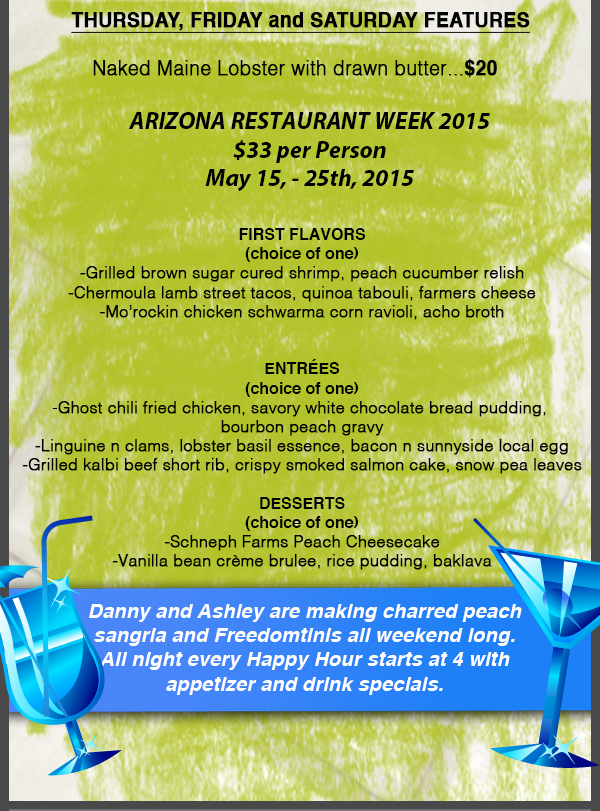 THURSDAY, FRIDAY and SATURDAY FEATURES
Naked Maine Lobster with drawn butter...$20
ARIZONA RESTAURANT WEEK 2015
$33 per Person
May 15, - 25th, 2015
FIRST FLAVORS
(choice of one)
-Grilled brown sugar cured shrimp, peach cucumber relish
-Chermoula lamb street tacos, quinoa tabouli, farmers cheese
-Mo'rockin chicken schwarma corn ravioli, acho broth
ENTRÉES
(choice of one)
-Ghost chili fried chicken, savory white chocolate bread pudding,
bourbon peach gravy
-Linguine n clams, lobster basil essence, bacon n sunnyside local egg
-Grilled kalbi beef short rib, crispy smoked salmon cake, snow pea leaves
DESSERTS
(choice of one)
-Schneph Farms Peach Cheesecake
-Vanilla bean crème brulee, rice pudding, baklava
Danny and Ashley are making charred peach
sangria and Freedomtinis all weekend long.
All night every Happy Hour starts at 4 with
appetizer and drink specials.